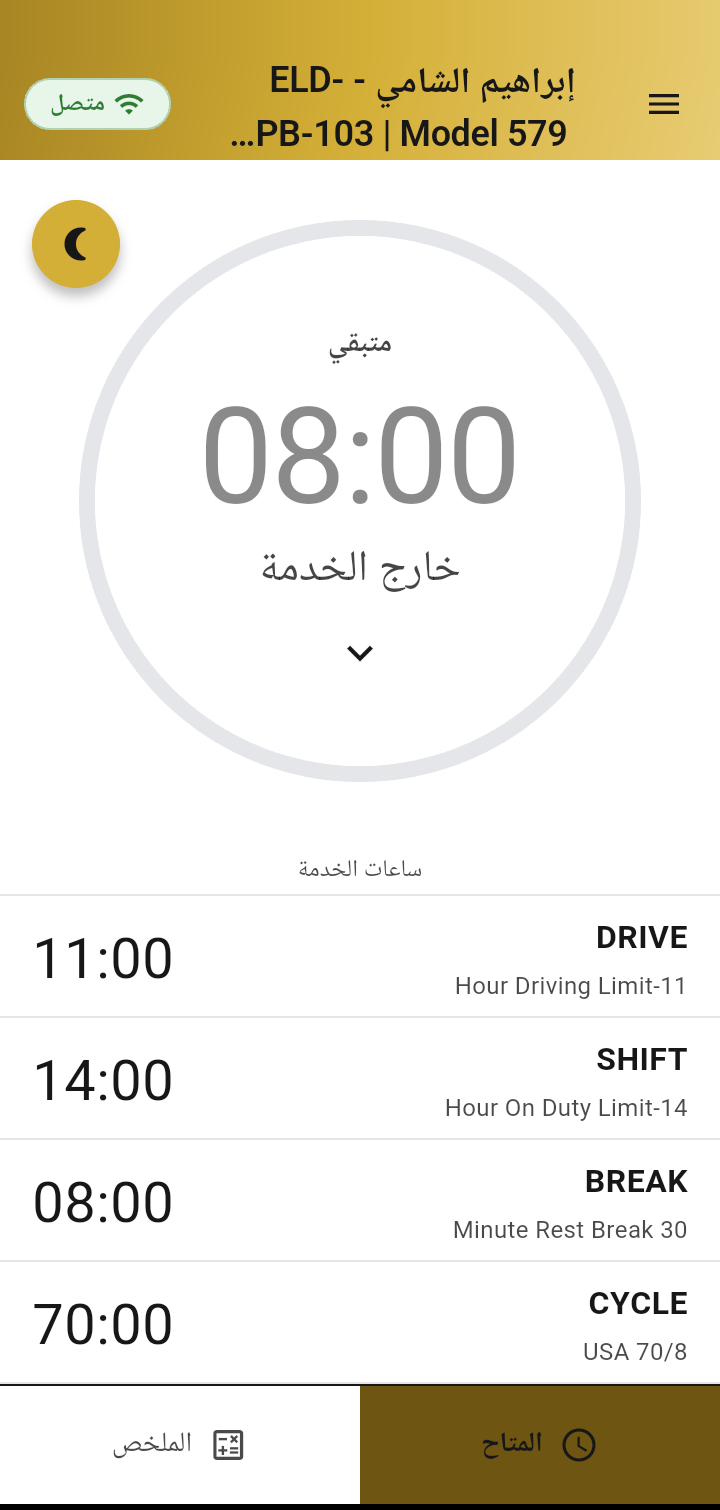 إبراهيم الشامي - ELD-
PB-103 | Model 579...
متصل
متبقي
08:00
خارج الخدمة
ساعات الخدمة
DRIVE
11:00
Hour Driving Limit-11
SHIFT
14:00
Hour On Duty Limit-14
BREAK
08:00
Minute Rest Break 30
CYCLE
70:00
USA 70/8
المتاح
الملخص